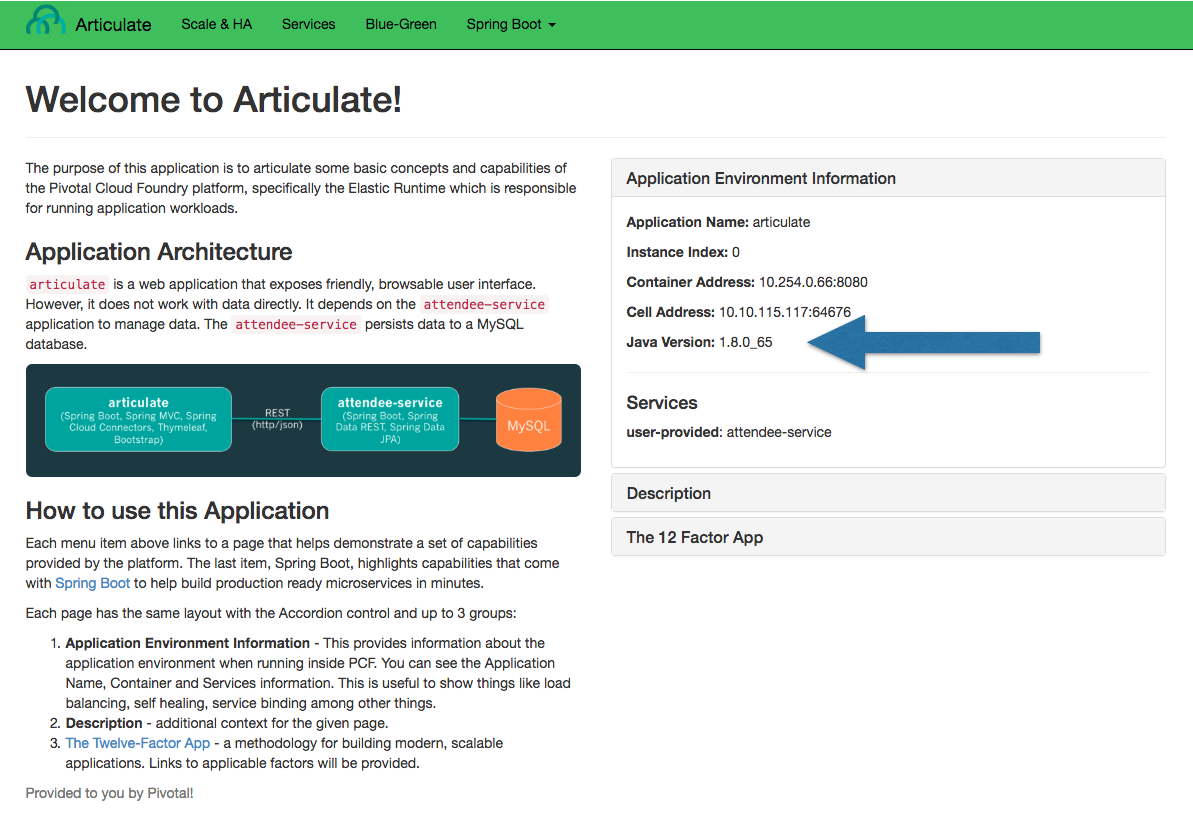 Articulate Scale & HA Services Blue-Green Spring Boot
Welcome to Articulate!
The purpose of this application is to articulate some basic concepts and capabilities of
the Pivotal Cloud Foundry platform, specifically the Elastic Runtime which is responsible
for running application workloads.
Application Architecture
articulate is a web application that exposes friendly, browsable user interface.
However, it does not work with data directly. It depends on the attendee-service
application to manage data. The attendee-service persists data to a MySQL
database.
articulate
(Spring Boot, Spring MVC, Spring
Cloud Connectors, Thymeleaf,
Bootstrap)
REST
(http/json)
attendee-service
(Spring Boot, Spring
Data REST, Spring Data
JPA)
MySQL
How to use this Application
Each menu item above links to a page that helps demonstrate a set of capabilities
provided by the platform. The last item, Spring Boot, highlights capabilities that come
with Spring Boot to help build production ready microservices in minutes.
Each page has the same layout with the Accordion control and up to 3 groups:
1. Application Environment Information - This provides information about the
application environment when running inside PCF. You can see the Application
Name, Container and Services information. This is useful to show things like load
balancing, self healing, service binding among other things.
2. Description - additional context for the given page.
3. The Twelve-Factor App - a methodology for building modern, scalable
applications. Links to applicable factors will be provided.
Provided to you by Pivotal!
Application Environment Information
Application Name: articulate
Instance Index: 0
Container Address: 10.254.0.66:8080
Cell Address: 10.10.115.117:64676
Java Version: 1.8.0_65
Services
user-provided: attendee-service
Description
The 12 Factor App